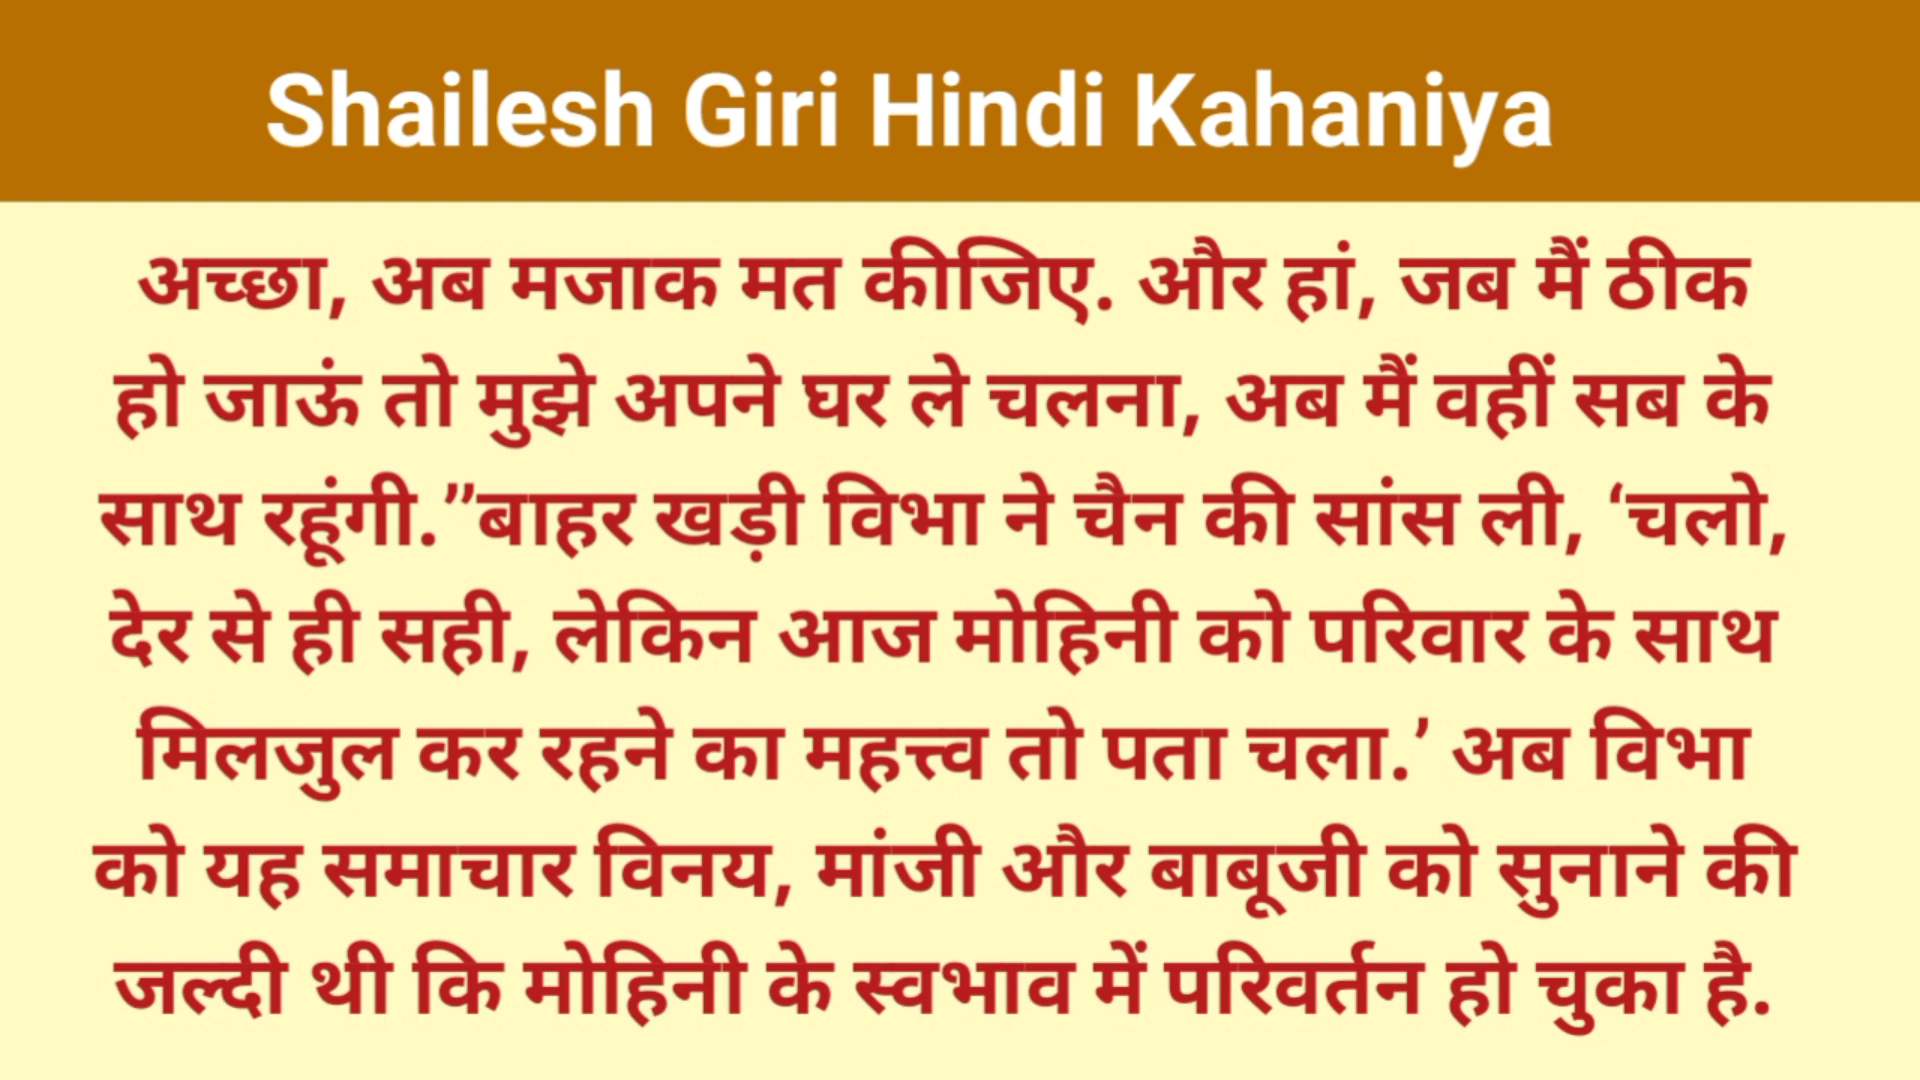 Shailesh Giri Hindi Kahaniya
अच्छा, अब मजाक मत कीजिए. और हां, जब मैं ठीक
हो जाऊं तो मुझे अपने घर ले चलना, अब मैं वहीं सब के
साथ रहूंगी.”बाहर खड़ी विभा ने चैन की सांस ली, ‘चलो,
देर से ही सही, लेकिन आज मोहिनी को परिवार के साथ
मिलजुल कर रहने का महत्त्व तो पता चला.’ अब विभा
को यह समाचार विनय, मांजी और बाबूजी को सुनाने की
जल्दी थी कि मोहिनी के स्वभाव में परिवर्तन हो चुका है.